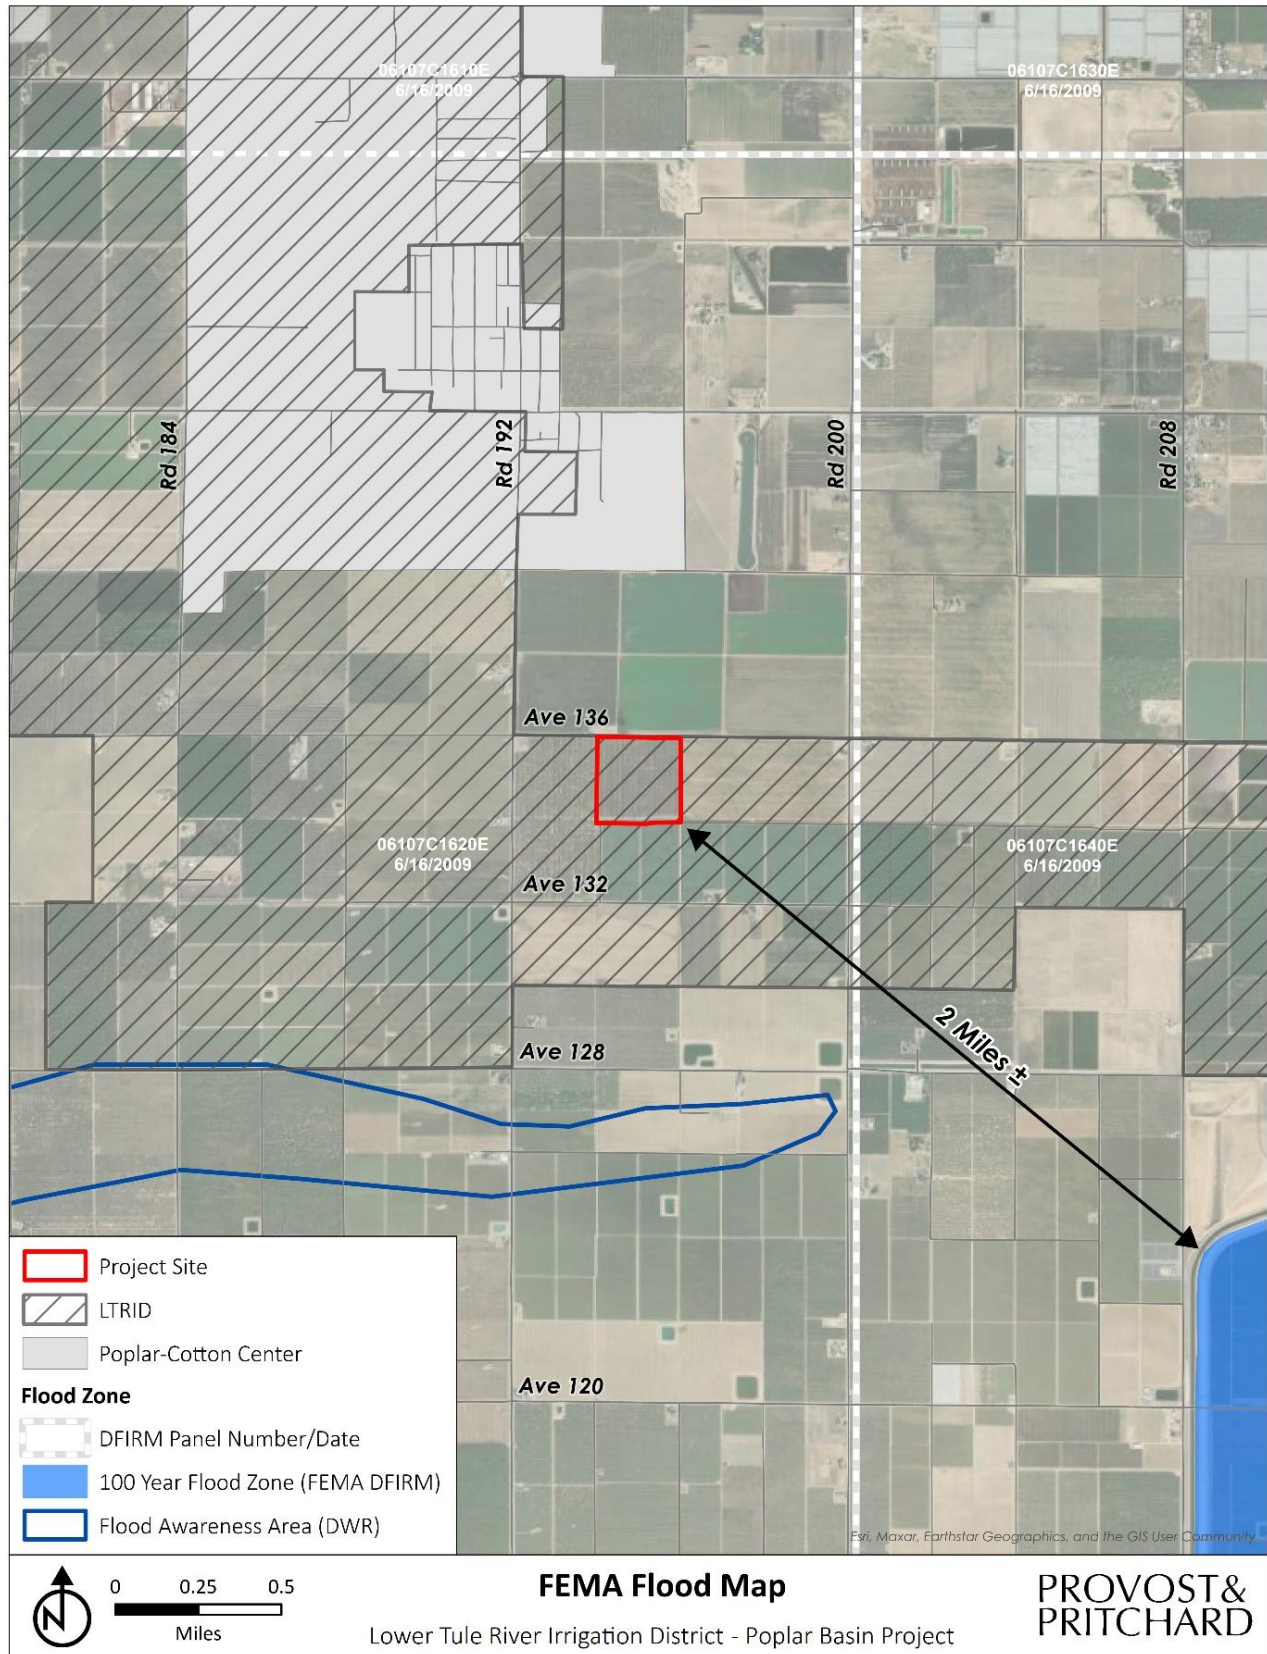 06107C1610E
6/16/2009
06107C1630E
6/16/2009
Rd 184
Rd 192
Rd 200
Rd 208
Ave 136
06107C1620E
6/16/2009
06107C1640E
6/16/2009
Ave 132
2 Miles ±
Ave 128
Ave 120
Project Site
LTRID
Poplar-Cotton Center
Flood Zone
DFIRM Panel Number/Date
100 Year Flood Zone (FEMA DFIRM)
Flood Awareness Area (DWR)
Esri, Maxar, Earthstar Geographics, and the GIS User Community
N
0 0.25 0.5
Miles
FEMA Flood Map
Lower Tule River Irrigation District - Poplar Basin Project
PROVOST&
PRITCHARD